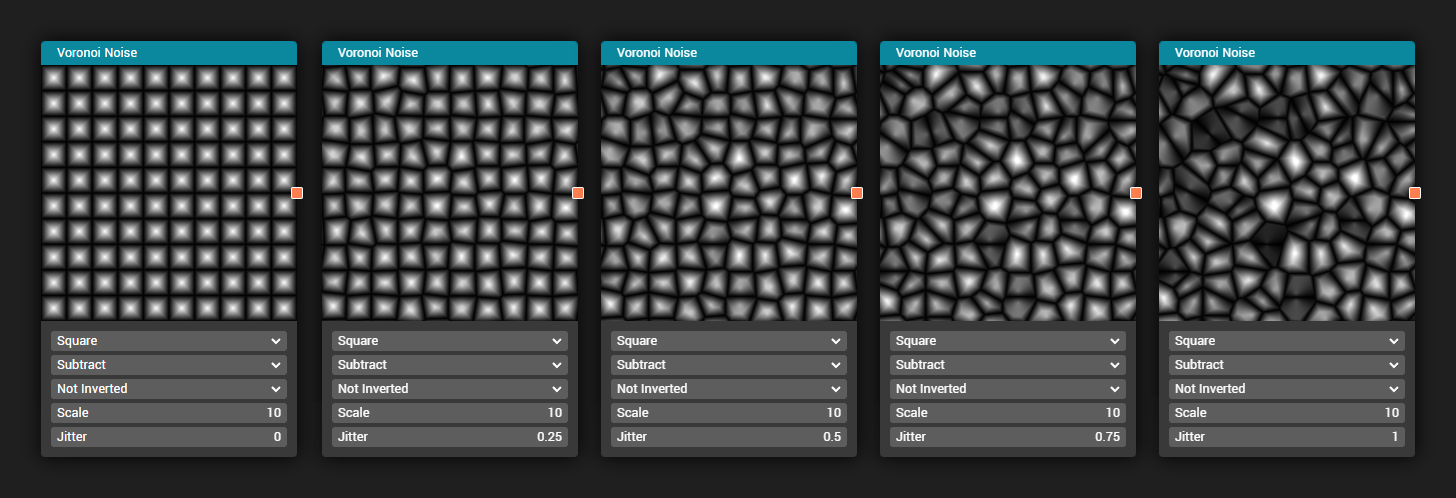 Voronoi Noise
Square
Subtract
Not Inverted
Scale 10
Jitter 0
Voronoi Noise
Square
Subtract
Not Inverted
Scale 10
Jitter 0.25
Voronoi Noise
Square
Subtract
Not Inverted
Scale 10
Jitter 0.5
Voronoi Noise
Square
Subtract
Not Inverted
Scale 10
Jitter 0.75
Voronoi Noise
Square
Subtract
Not Inverted
Scale 10
Jitter 1